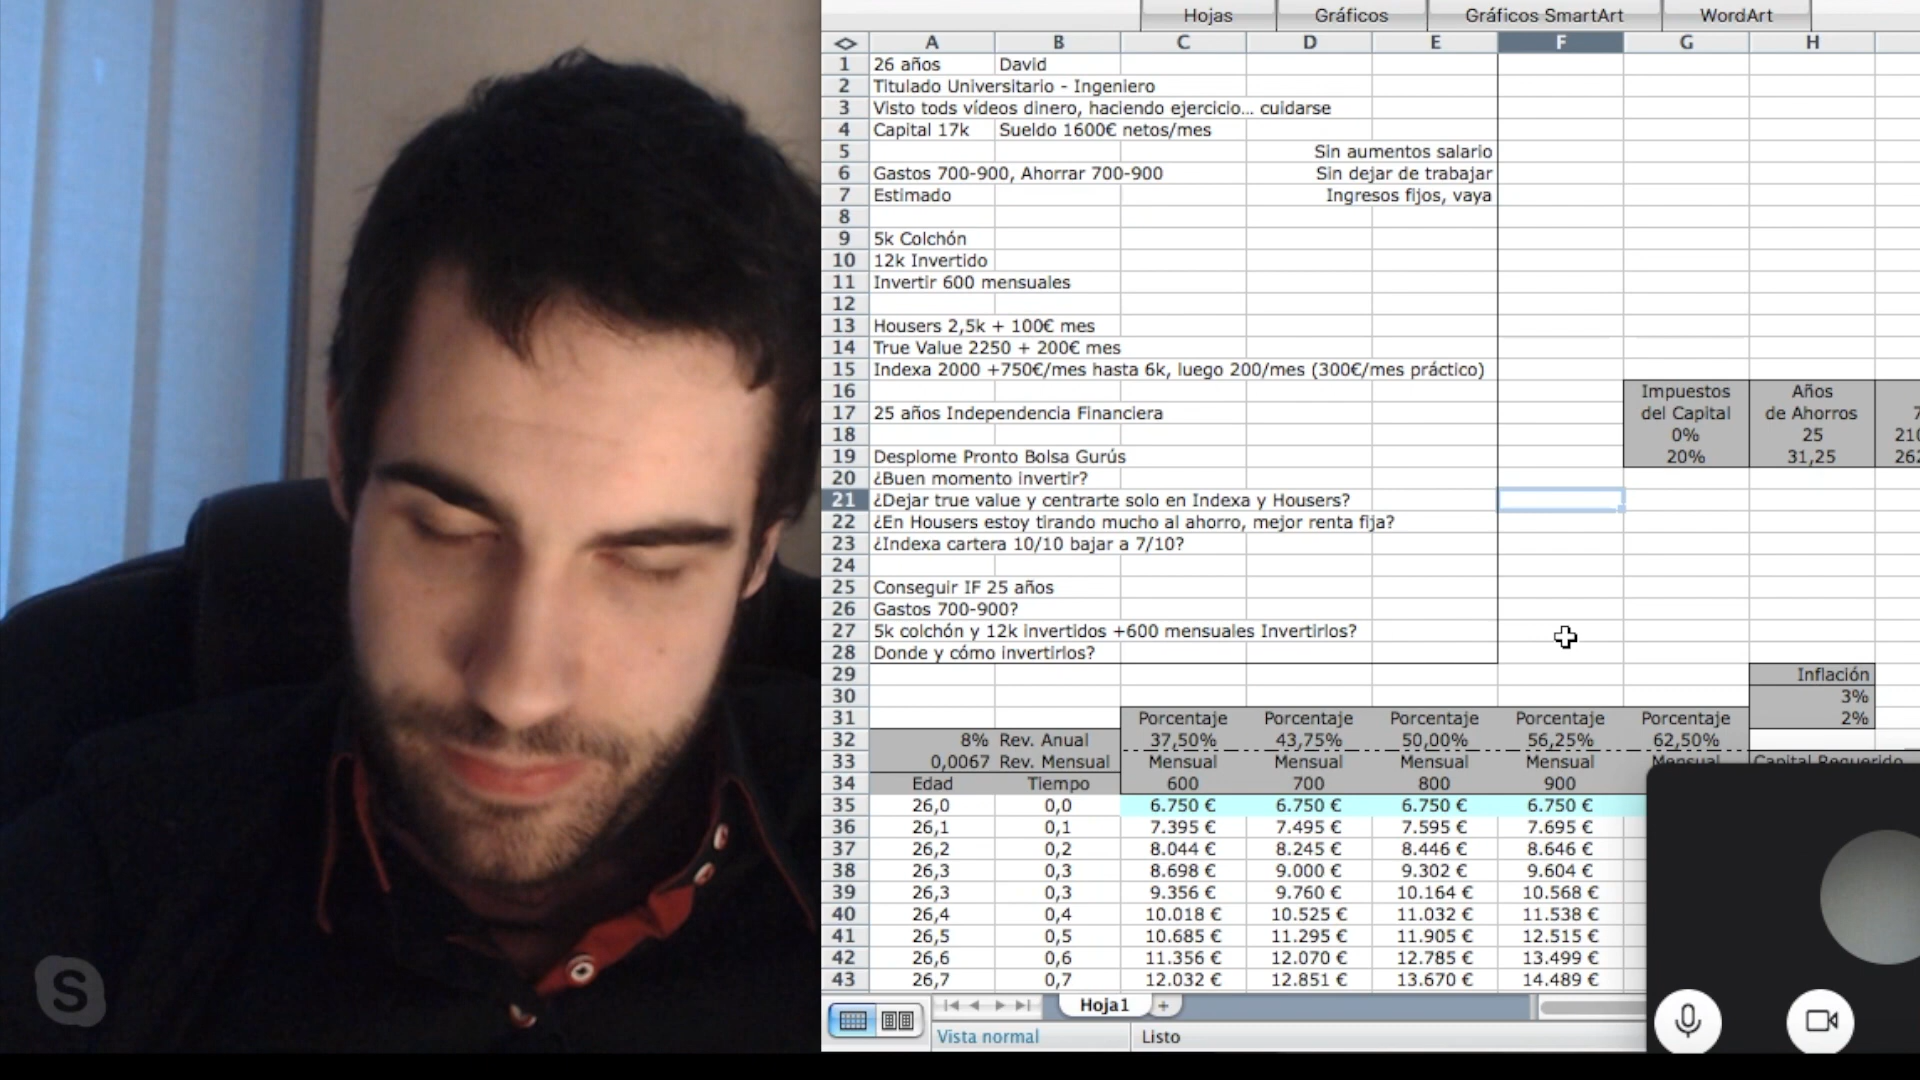 Hojas Gráficos Gráficos SmartArt WordArt
A B C D E F G H
1 26 años David
2 Titulado Universitario - Ingeniero
3 Visto tods vídeos dinero, haciendo ejercicio... cuidarse
4 Capital 17k Sueldo 1600€ netos/mes
5 Sin aumentos salario
6 Gastos 700-900, Ahorrar 700-900 Sin dejar de trabajar
7 Estimado Ingresos fijos, vaya
8
9 5k Colchón
10 12k Invertido
11 Invertir 600 mensuales
12
13 Housers 2,5k + 100€ mes
14 True Value 2250 + 200€ mes
15 Indexa 2000 +750€/mes hasta 6k, luego 200/mes (300€/mes práctico)
16 Impuestos Años
17 25 años Independencia Financiera del Capital de Ahorros 7
18 0% 25 210
19 Desplome Pronto Bolsa Gurús 20% 31,25 262
20 ¿Buen momento invertir?
21 ¿Dejar true value y centrarte solo en Indexa y Housers?
22 ¿En Housers estoy tirando mucho al ahorro, mejor renta fija?
23 ¿Indexa cartera 10/10 bajar a 7/10?
24
25 Conseguir IF 25 años
26 Gastos 700-900?
27 5k colchón y 12k invertidos +600 mensuales Invertirlos?
28 Donde y cómo invertirlos?
29 Inflación
30 3%
31 Porcentaje Porcentaje Porcentaje Porcentaje Porcentaje 2%
32 8% Rev. Anual 37,50% 43,75% 50,00% 56,25% 62,50%
33 0,0067 Rev. Mensual Mensual Mensual Mensual Mensual Mensual Capital Requerido
34 Edad Tiempo 600 700 800 900
35 26,0 0,0 6.750 € 6.750 € 6.750 € 6.750 €
36 26,1 0,1 7.395 € 7.495 € 7.595 € 7.695 €
37 26,2 0,2 8.044 € 8.245 € 8.446 € 8.646 €
38 26,3 0,3 8.698 € 9.000 € 9.302 € 9.604 €
39 26,3 0,3 9.356 € 9.760 € 10.164 € 10.568 €
40 26,4 0,4 10.018 € 10.525 € 11.032 € 11.538 €
41 26,5 0,5 10.685 € 11.295 € 11.905 € 12.515 €
42 26,6 0,6 11.356 € 12.070 € 12.785 € 13.499 €
43 26,7 0,7 12.032 € 12.851 € 13.670 € 14.489 €
Hoja1 +
Vista normal Listo
S